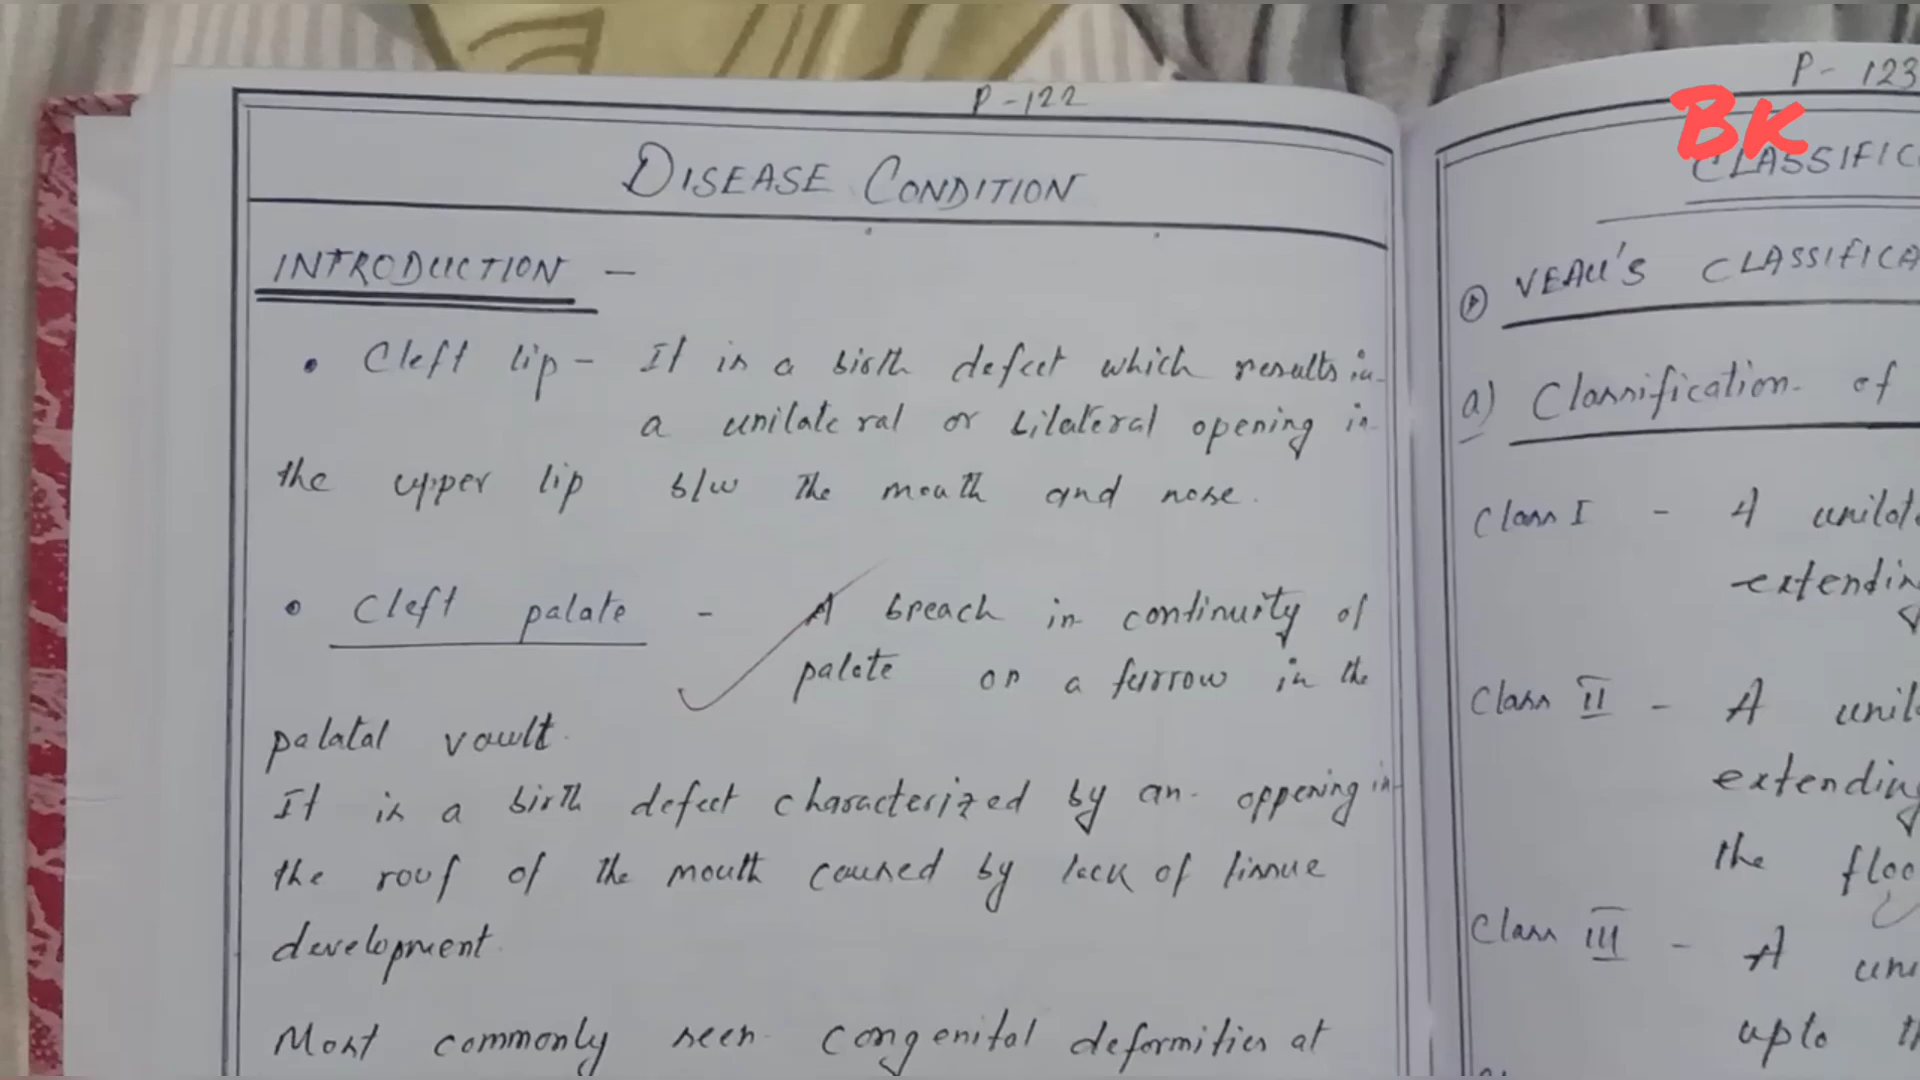 P-122
DISEASE CONDITION
INTRODUCTION —
• Cleft lip - It is a birth defect which results in
a unilateral or bilateral opening in
the upper lip b/w the mouth and nose.
• Cleft palate - A breach in continuity of
palate or a furrow in the
palatal vault.
It is a birth defect characterized by an oppening in
the roof of the mouth caused by lack of tissue
development.
Most commonly seen congenital deformities at
P- 123
BK
CLASSIFIC
VEAU'S CLASSIFICA
a) Classification of
Class I - A unilate
extending
Class II - A unil
extending
the floo
Class III - A uni
upto th